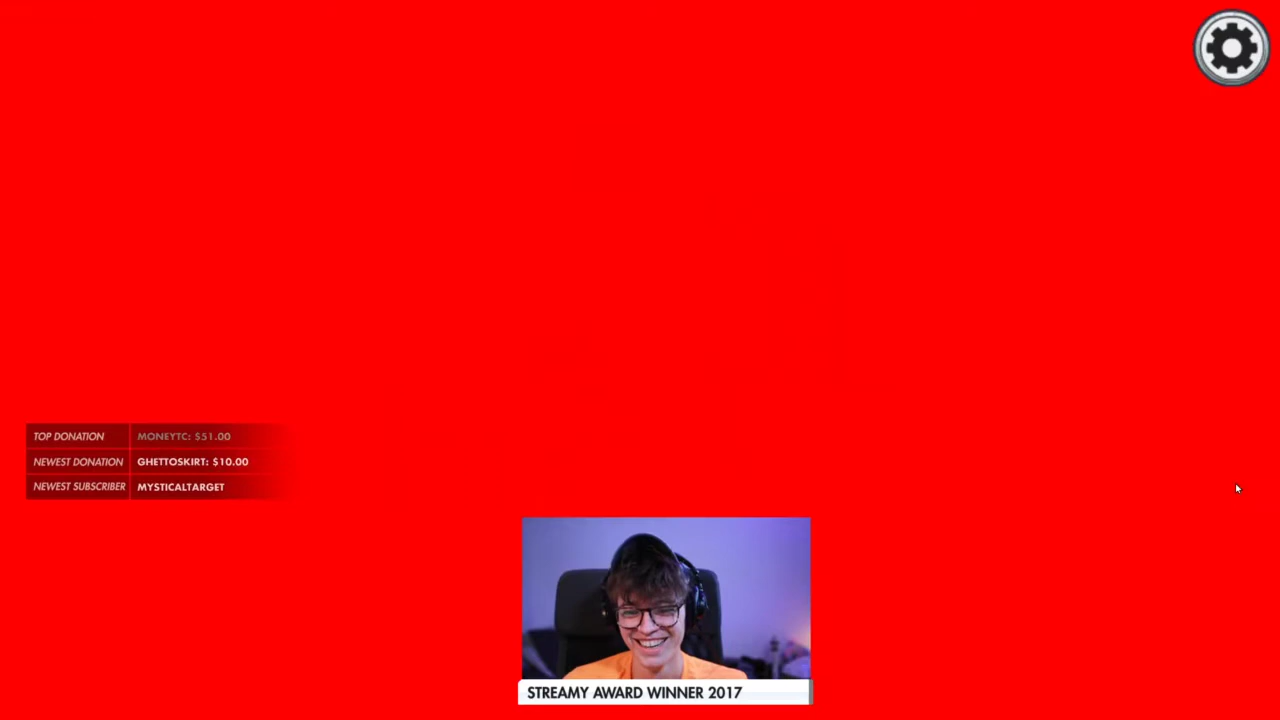 TOP DONATION MONEYTC: $51.00
NEWEST DONATION GHETTOSKIRT: $10.00
NEWEST SUBSCRIBER MYSTICALTARGET
STREAMY AWARD WINNER 2017